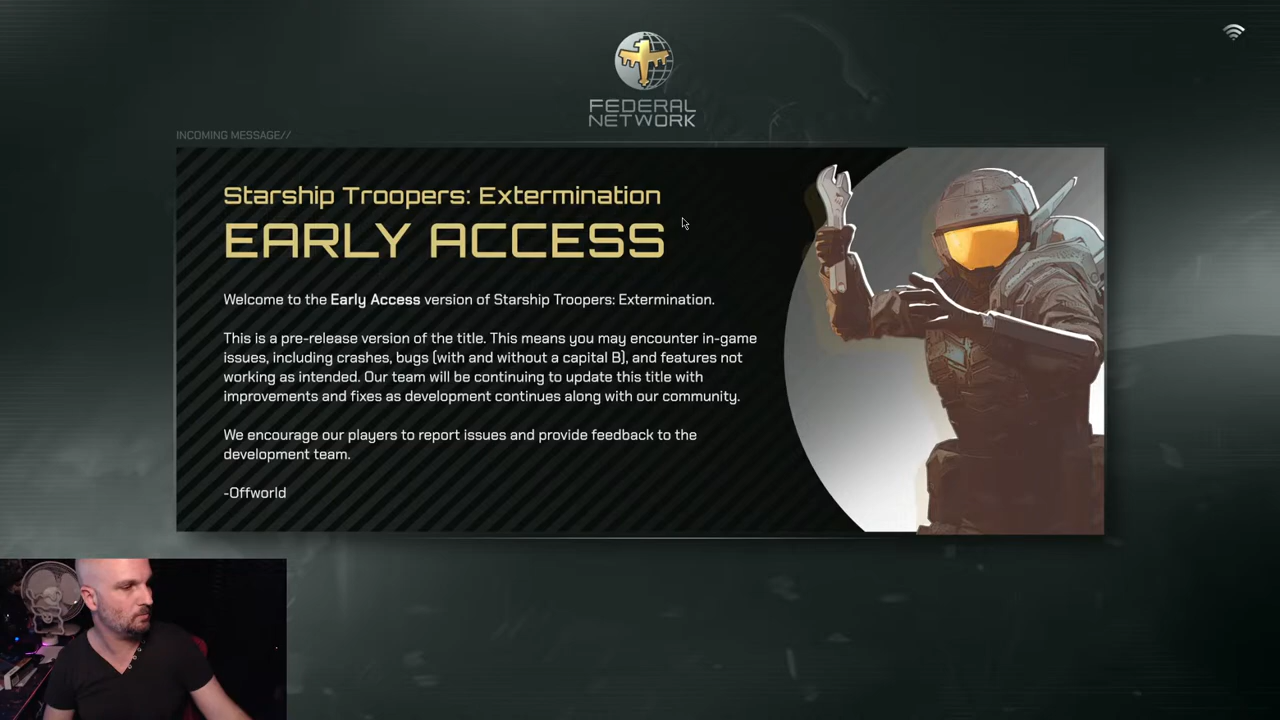 FEDERAL
NETWORK
INCOMING MESSAGE//
Starship Troopers: Extermination
EARLY ACCESS
Welcome to the Early Access version of Starship Troopers: Extermination.
This is a pre-release version of the title. This means you may encounter in-game
issues, including crashes, bugs [with and without a capital B], and features not
working as intended. Our team will be continuing to update this title with
improvements and fixes as development continues along with our community.
We encourage our players to report issues and provide feedback to the
development team.
-Offworld